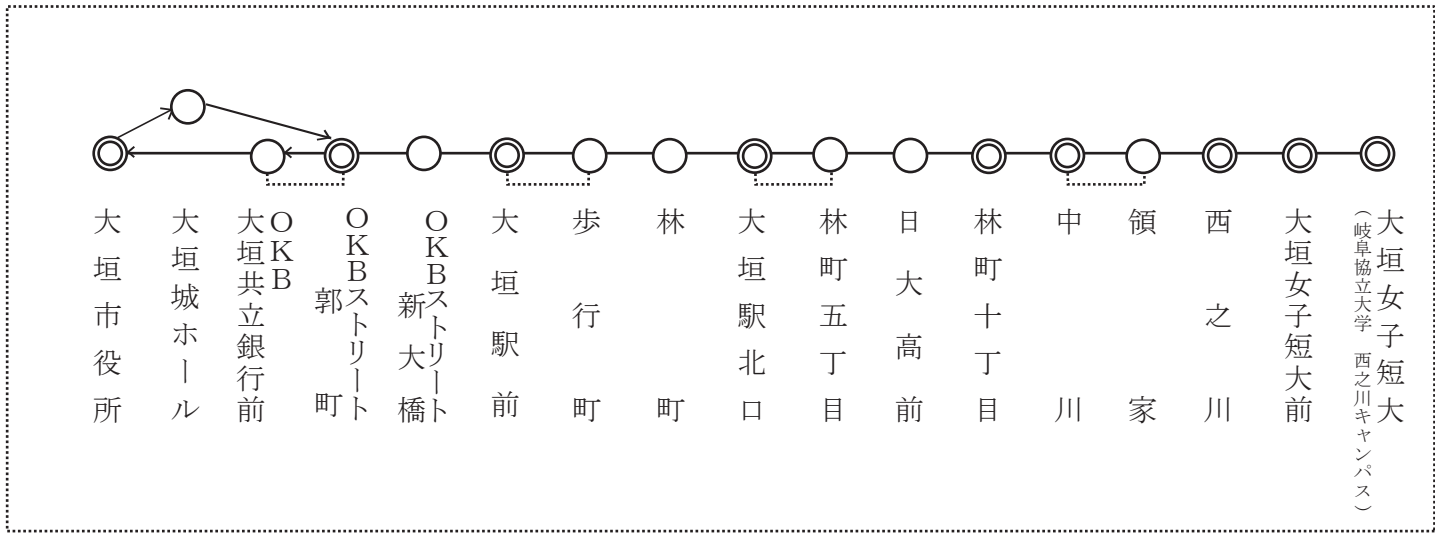 大垣市役所
大垣城ホール
OKB
大垣共立銀行前
OKBストリート
郭町
OKBストリート
新大橋
大垣駅前
歩行町
林町
大垣駅北口
林町五丁目
日大高前
林町十丁目
中川
領家
西之川
大垣女子短大前
大垣女子短大
（岐阜協立大学　西之川キャンパス）